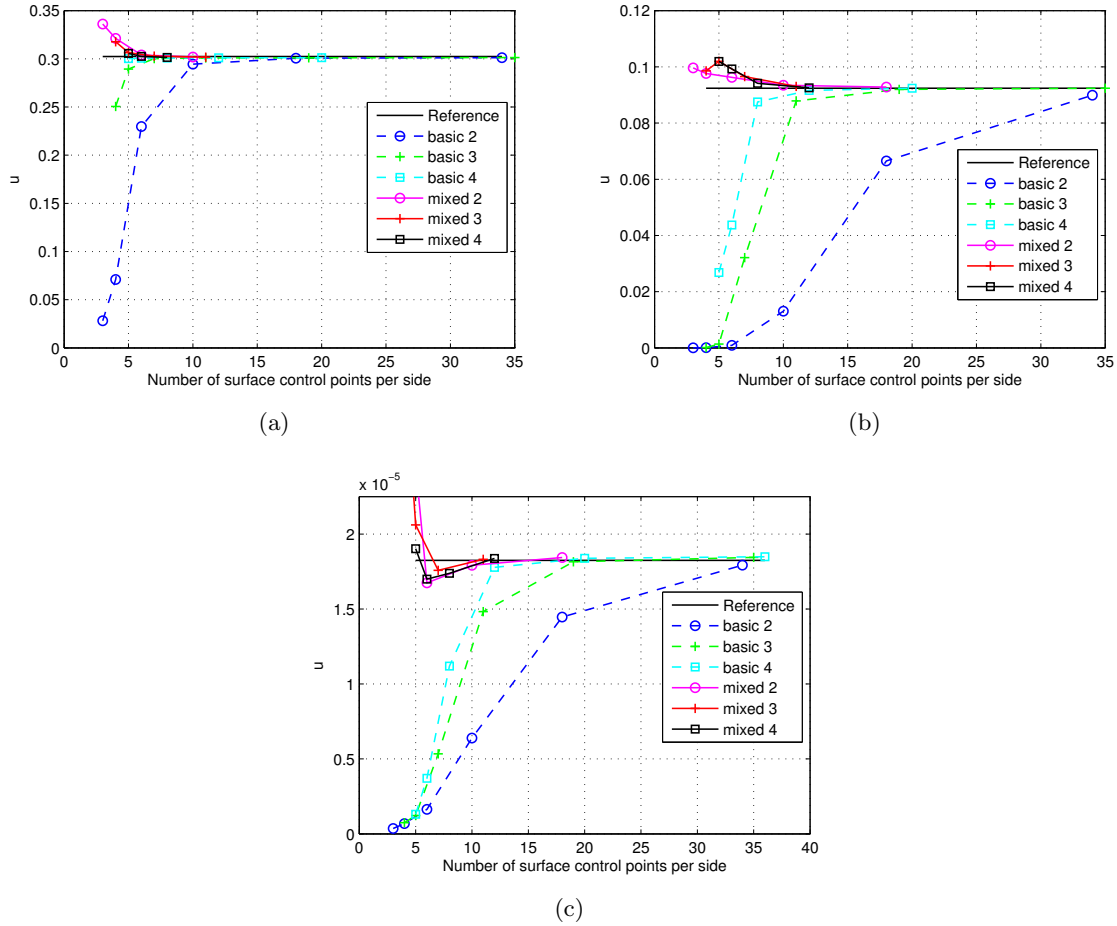 0.35
0.3
0.25
0.2
0.15
0.1
0.05
0
u
0 5 10 15 20 25 30 35
Number of surface control points per side
Reference
basic 2
basic 3
basic 4
mixed 2
mixed 3
mixed 4
(a)
0.12
0.1
0.08
0.06
0.04
0.02
0
u
0 5 10 15 20 25 30 35
Number of surface control points per side
Reference
basic 2
basic 3
basic 4
mixed 2
mixed 3
mixed 4
(b)
x 10⁻⁵
2
1.5
1
0.5
0
u
0 5 10 15 20 25 30 35 40
Number of surface control points per side
Reference
basic 2
basic 3
basic 4
mixed 2
mixed 3
mixed 4
(c)